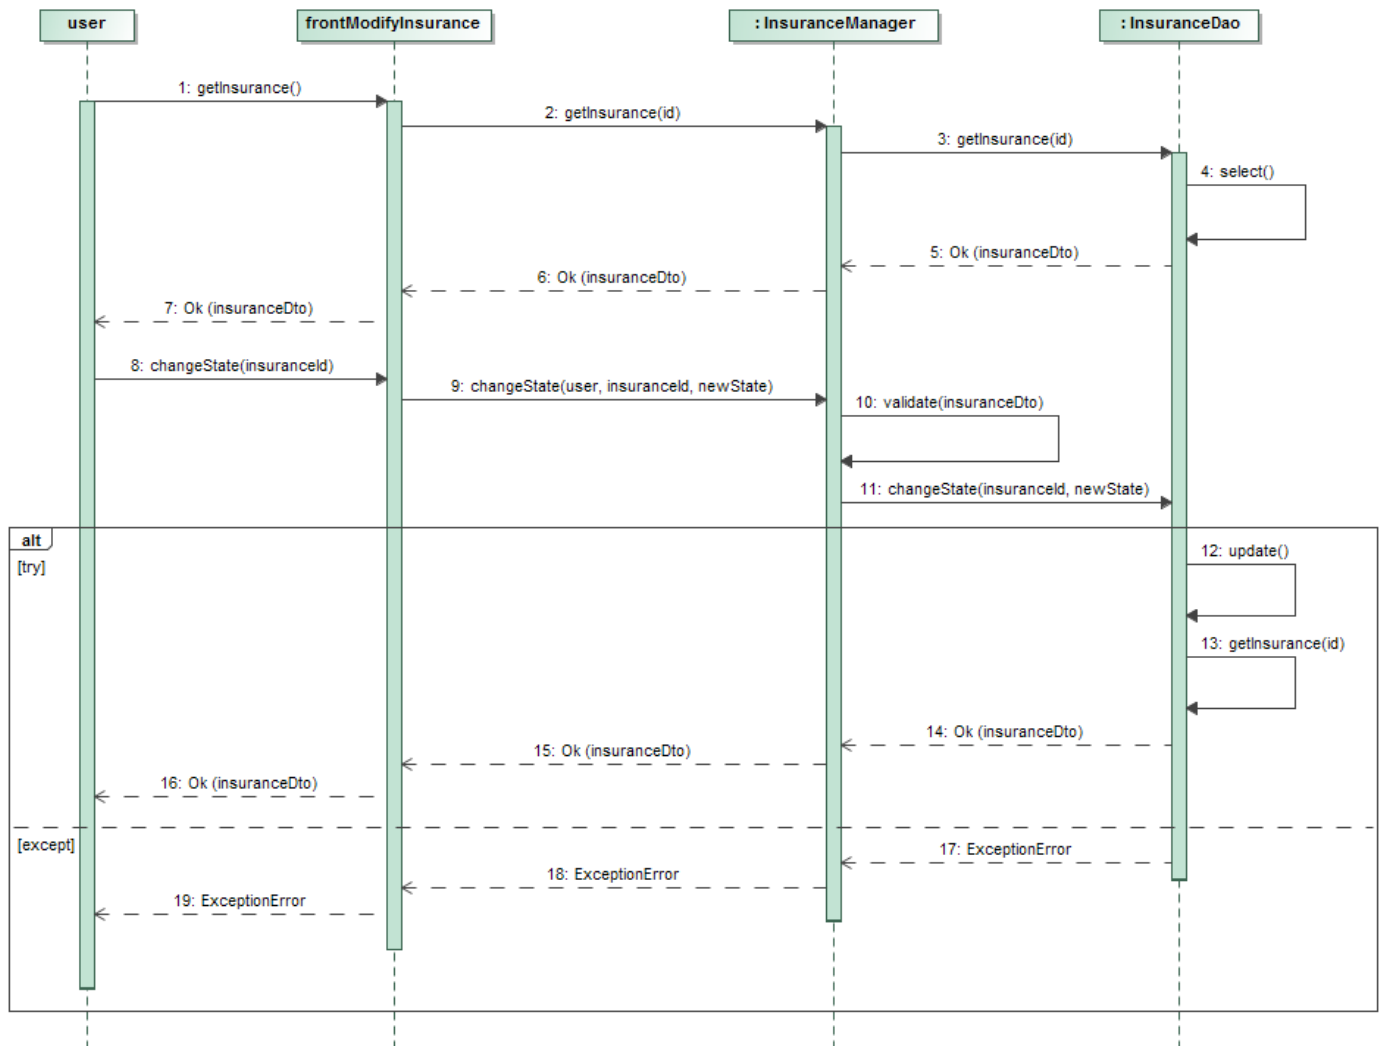 user
frontModifyInsurance
: InsuranceManager
: InsuranceDao
1: getInsurance()
2: getInsurance(id)
3: getInsurance(id)
4: select()
5: Ok (insuranceDto)
6: Ok (insuranceDto)
7: Ok (insuranceDto)
8: changeState(insuranceId)
9: changeState(user, insuranceId, newState)
10: validate(insuranceDto)
11: changeState(insuranceId, newState)
alt
[try]
12: update()
13: getInsurance(id)
14: Ok (insuranceDto)
15: Ok (insuranceDto)
16: Ok (insuranceDto)
[except]
17: ExceptionError
18: ExceptionError
19: ExceptionError